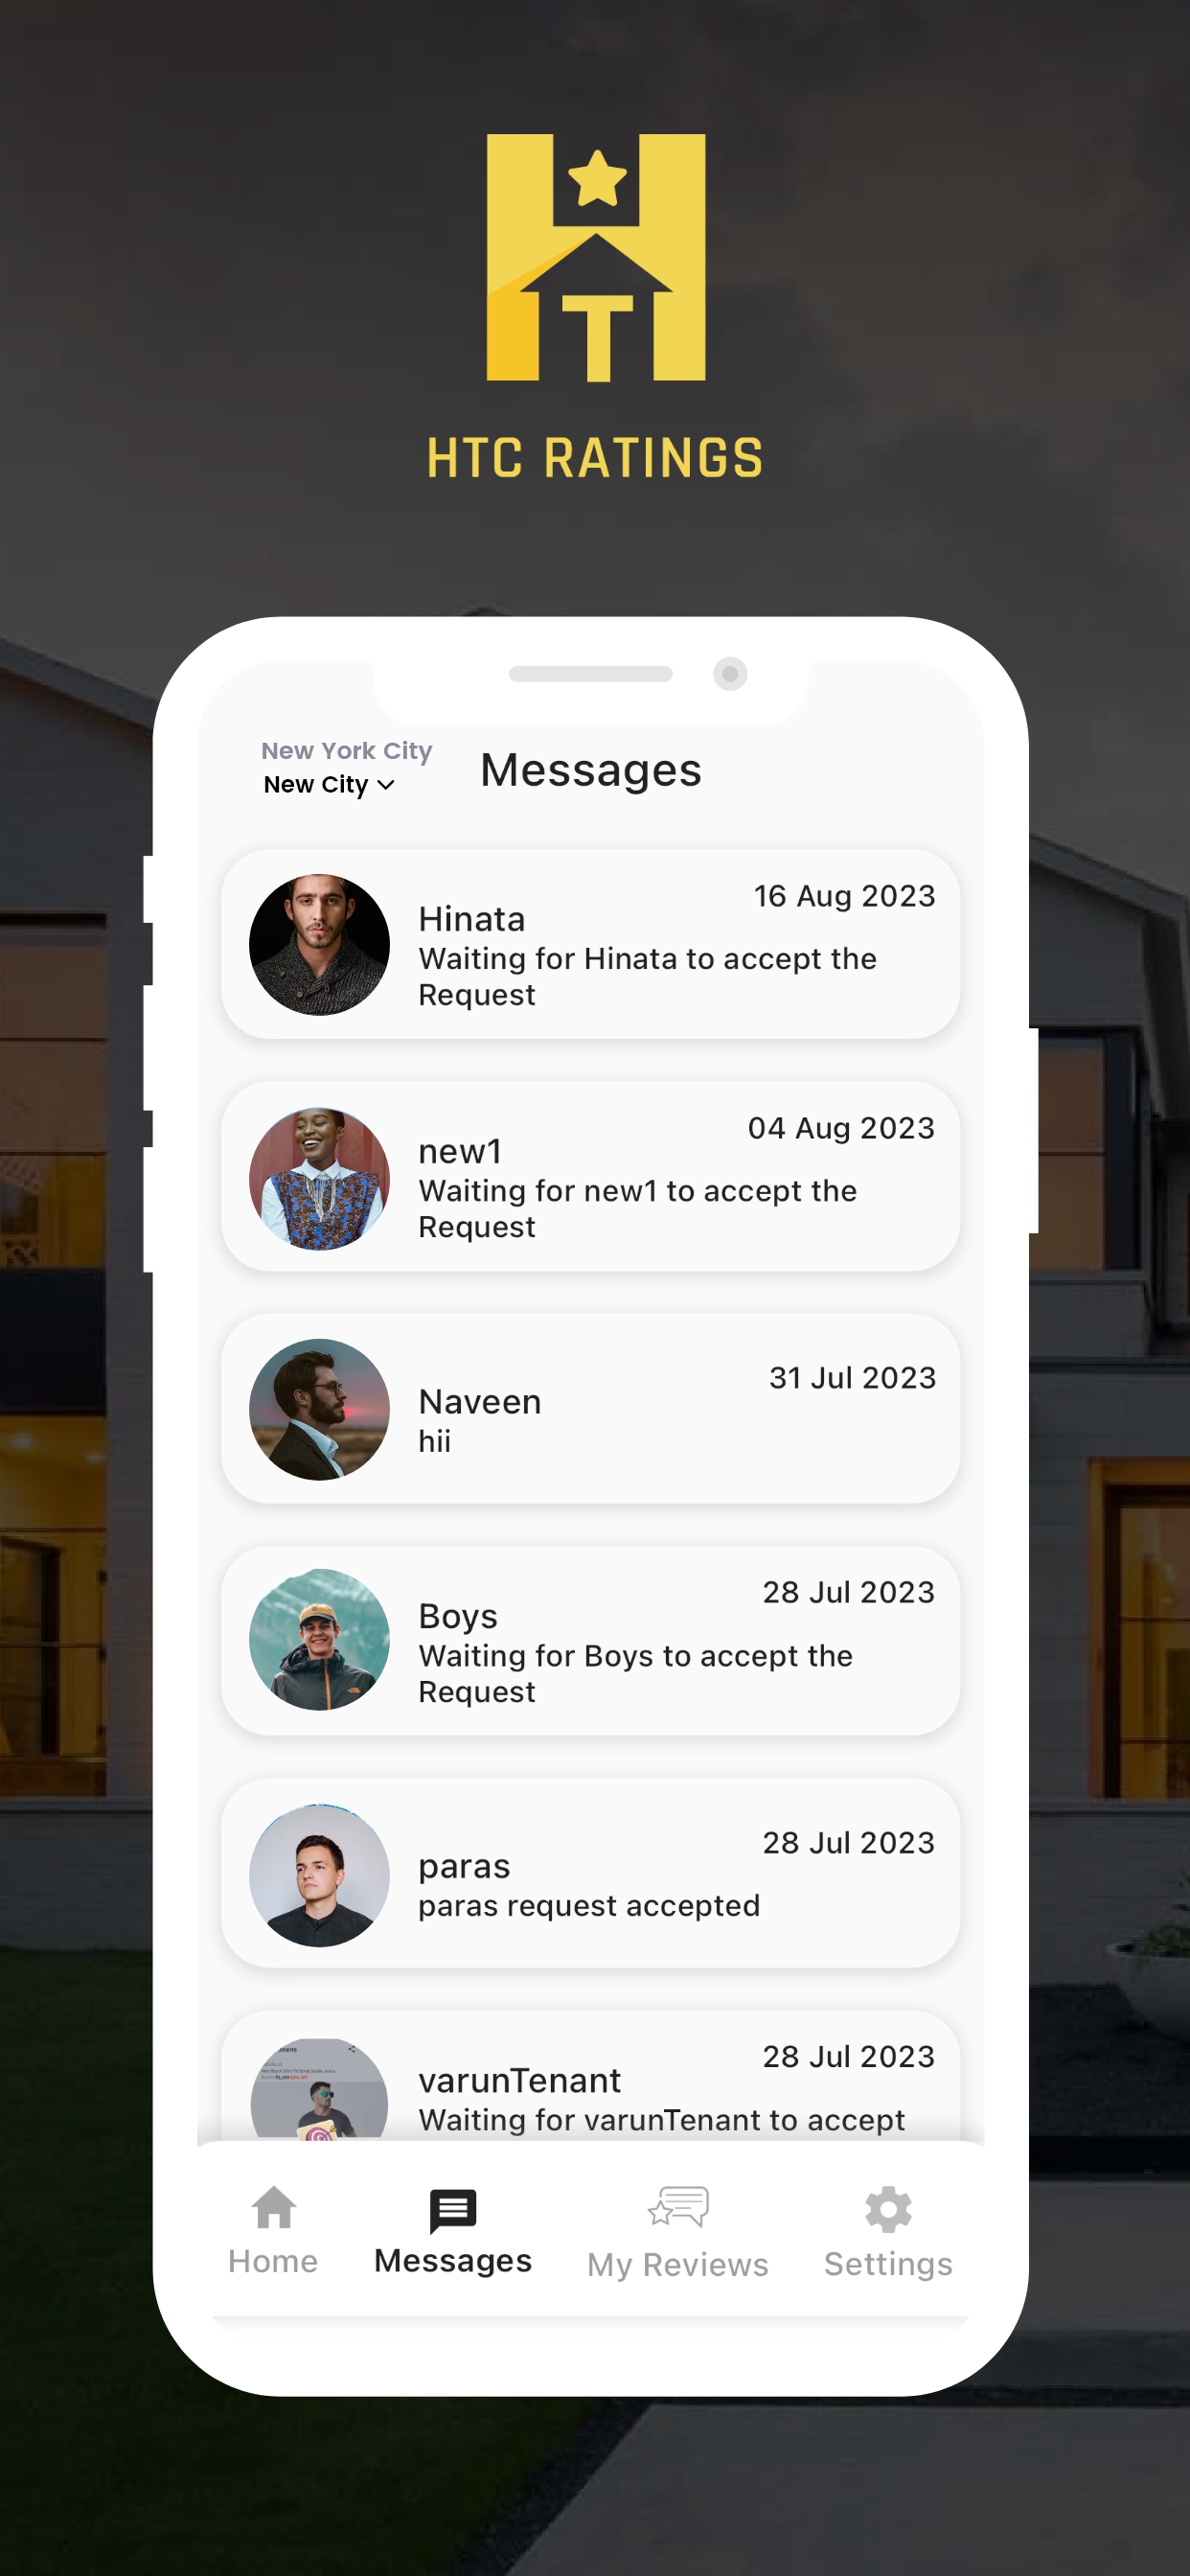 HT
HTC RATINGS
New York City
New City
Messages
16 Aug 2023
Hinata
Waiting for Hinata to accept the
Request
04 Aug 2023
new1
Waiting for new1 to accept the
Request
31 Jul 2023
Naveen
hii
28 Jul 2023
Boys
Waiting for Boys to accept the
Request
28 Jul 2023
paras
paras request accepted
28 Jul 2023
varunTenant
Waiting for varunTenant to accept
Home
Messages
My Reviews
Settings